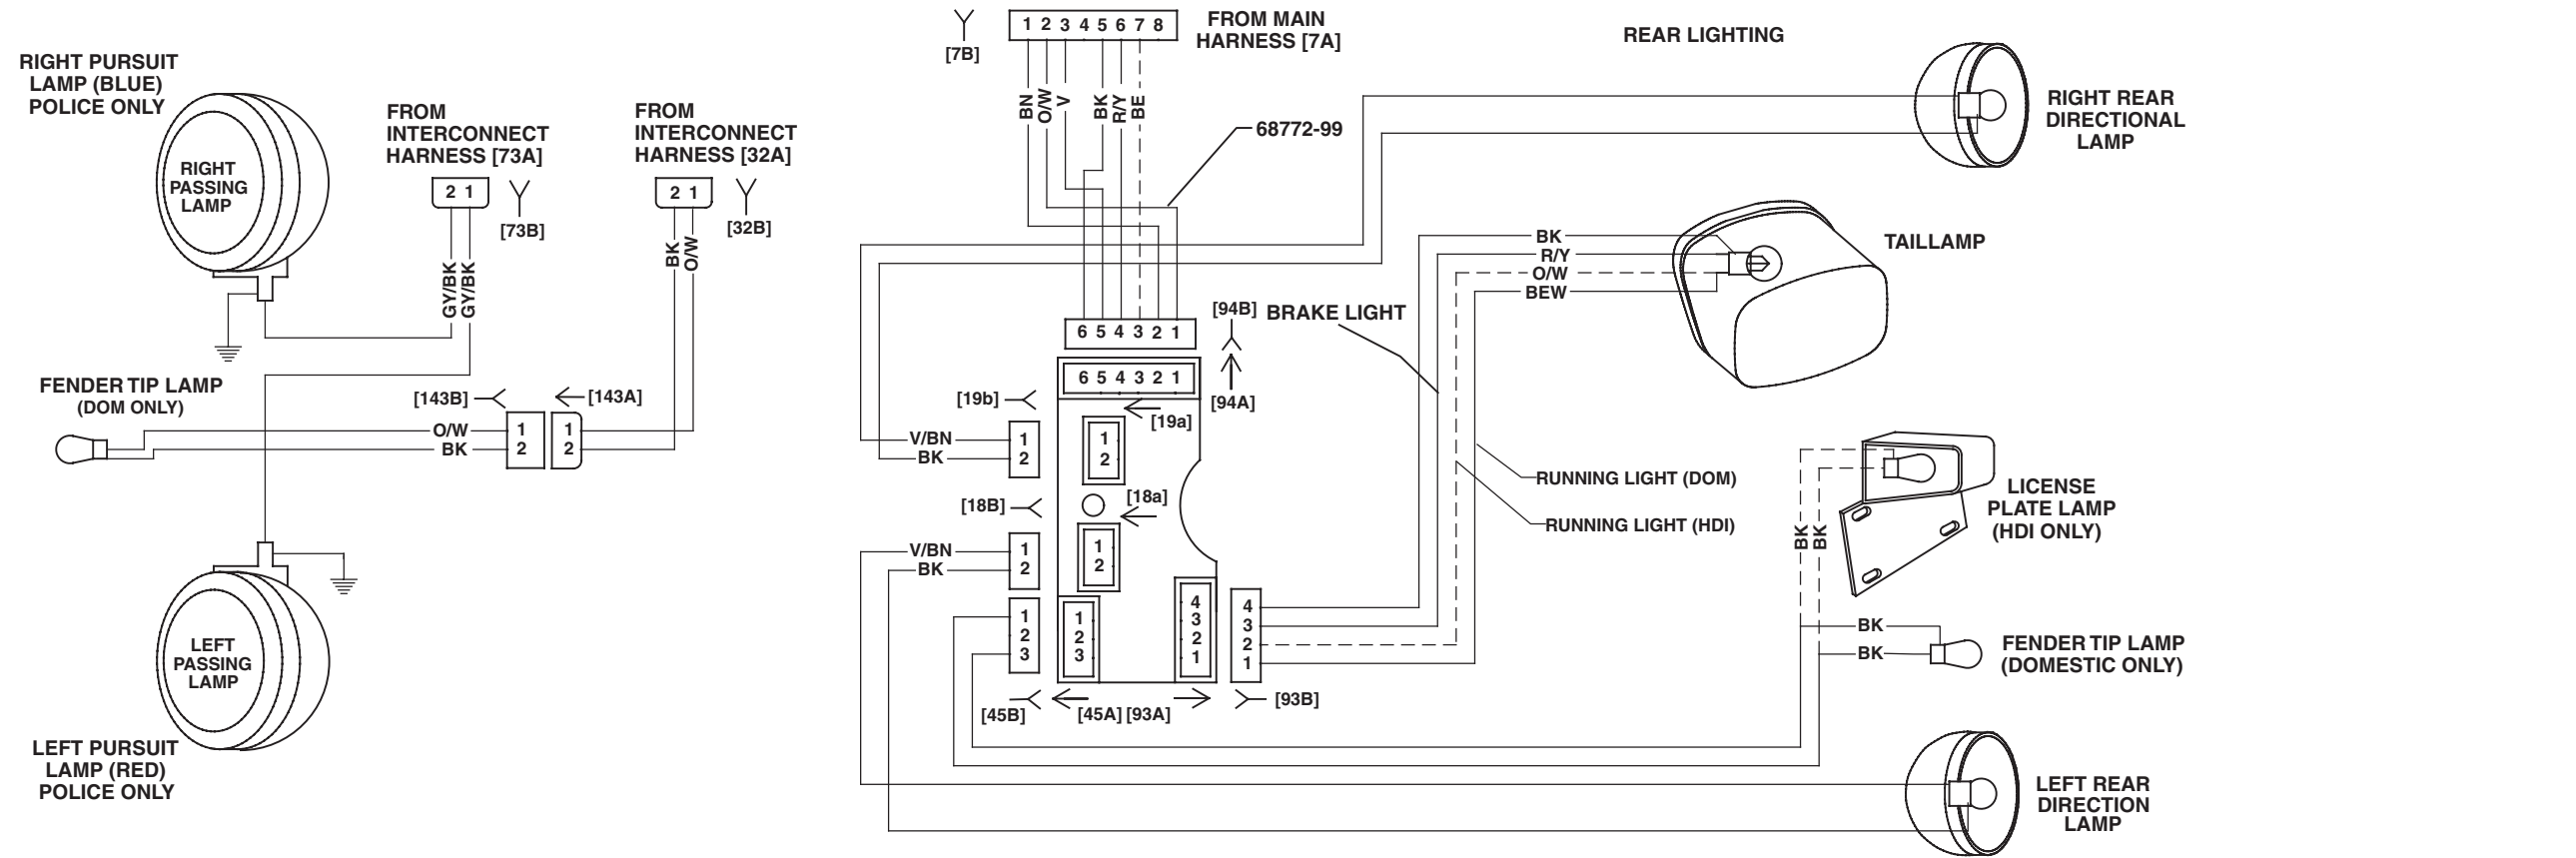 RIGHT PURSUIT
LAMP (BLUE)
POLICE ONLY
RIGHT
PASSING
LAMP
FROM
INTERCONNECT
HARNESS [73A]
2 1
[73B]
GY/BK
GY/BK
FROM
INTERCONNECT
HARNESS [32A]
2 1
[32B]
BK
O/W
FENDER TIP LAMP
(DOM ONLY)
[143B]
[143A]
O/W
BK
1
2
1
2
LEFT
PASSING
LAMP
LEFT PURSUIT
LAMP (RED)
POLICE ONLY
[7B]
1 2 3 4 5 6 7 8
FROM MAIN
HARNESS [7A]
BN
O/W
V
BK
R/Y
BE
68772-99
REAR LIGHTING
RIGHT REAR
DIRECTIONAL
LAMP
TAILLAMP
BK
R/Y
O/W
BEW
6 5 4 3 2 1
[94B]
BRAKE LIGHT
6 5 4 3 2 1
[94A]
[19b]
[19a]
V/BN
BK
1
2
1
2
[18B]
[18a]
V/BN
BK
1
2
1
2
1
2
3
1
2
3
4
3
2
1
4
3
2
1
[45B]
[45A]
[93A]
[93B]
RUNNING LIGHT (DOM)
RUNNING LIGHT (HDI)
BK
BK
LICENSE
PLATE LAMP
(HDI ONLY)
BK
BK
FENDER TIP LAMP
(DOMESTIC ONLY)
LEFT REAR
DIRECTION
LAMP